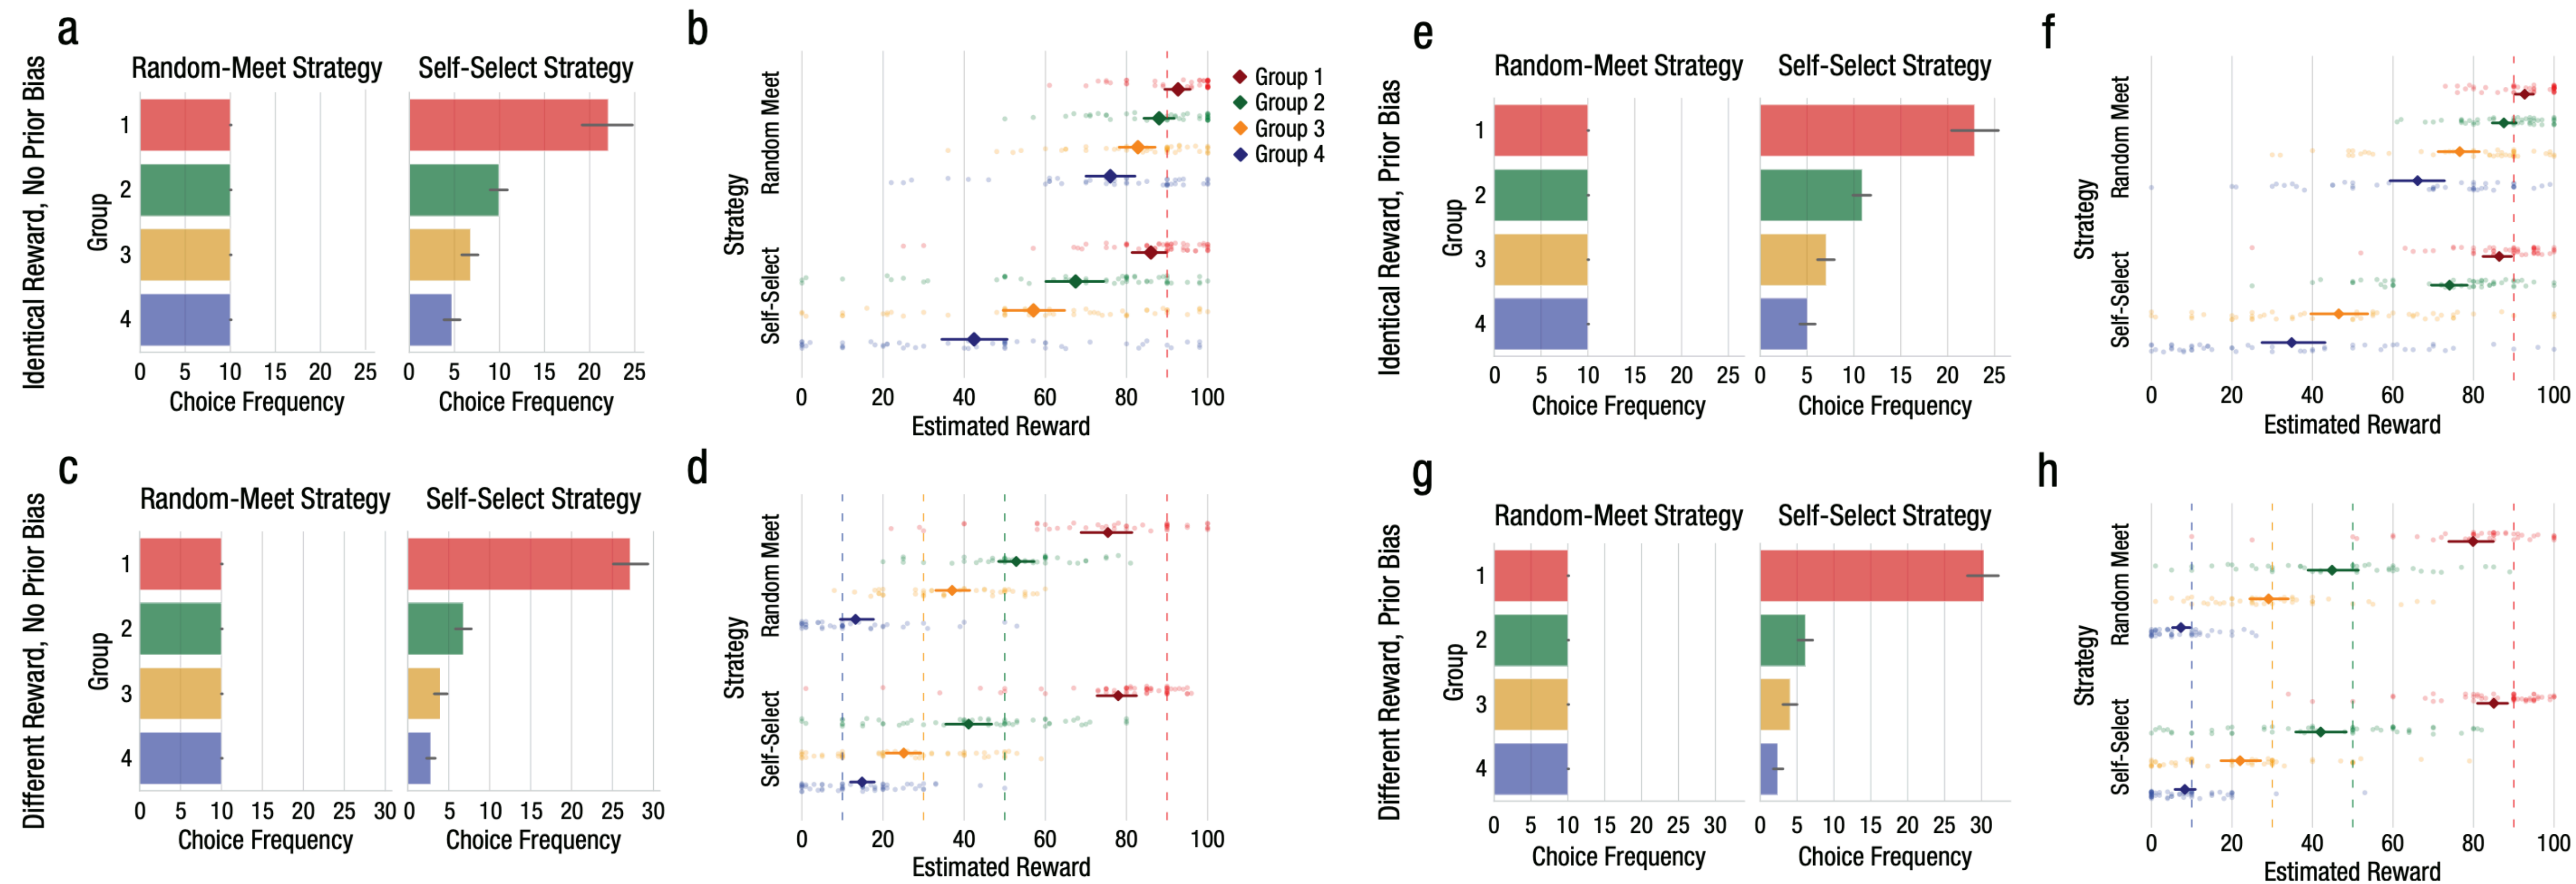 a
Identical Reward, No Prior Bias
Random-Meet Strategy
Self-Select Strategy
Group
1
2
3
4
0 5 10 15 20 25
0 5 10 15 20 25
Choice Frequency
Choice Frequency
b
Strategy
Random Meet
Self-Select
Group 1
Group 2
Group 3
Group 4
0 20 40 60 80 100
Estimated Reward
c
Different Reward, No Prior Bias
Random-Meet Strategy
Self-Select Strategy
Group
1
2
3
4
0 5 10 15 20 25 30
0 5 10 15 20 25 30
Choice Frequency
Choice Frequency
d
Strategy
Random Meet
Self-Select
0 20 40 60 80 100
Estimated Reward
e
Identical Reward, Prior Bias
Random-Meet Strategy
Self-Select Strategy
Group
1
2
3
4
0 5 10 15 20 25
0 5 10 15 20 25
Choice Frequency
Choice Frequency
f
Strategy
Random Meet
Self-Select
0 20 40 60 80 100
Estimated Reward
g
Different Reward, Prior Bias
Random-Meet Strategy
Self-Select Strategy
Group
1
2
3
4
0 5 10 15 20 25 30
0 5 10 15 20 25 30
Choice Frequency
Choice Frequency
h
Strategy
Random Meet
Self-Select
0 20 40 60 80 100
Estimated Reward